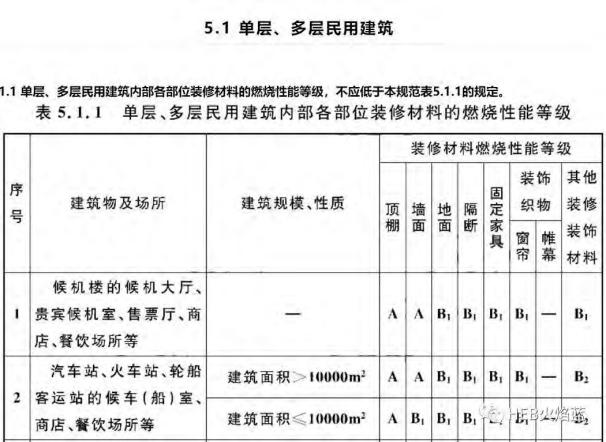 5.1 单层、多层民用建筑
1.1 单层、多层民用建筑内部各部位装修材料的燃烧性能等级，不应低于本规范表5.1.1的规定。
表 5.1.1 单层、多层民用建筑内部各部位装修材料的燃烧性能等级
序号 建筑物及场所 建筑规模、性质 装修材料燃烧性能等级
顶棚 墙面 地面 隔断 固定家具 装饰织物 其他装修装饰材料
窗帘 帷幕
1 候机楼的候机大厅、贵宾候机室、售票厅、商店、餐饮场所等 — A A B₁ B₁ B₁ B₁ — B₁
2 汽车站、火车站、轮船客运站的候车(船)室、商店、餐饮场所等 建筑面积＞10000m² A A B₁ B₁ B₁ B₁ — B₂
建筑面积≤10000m² A B₁ B₁ B₁ — B₂
HFB火焰蓝